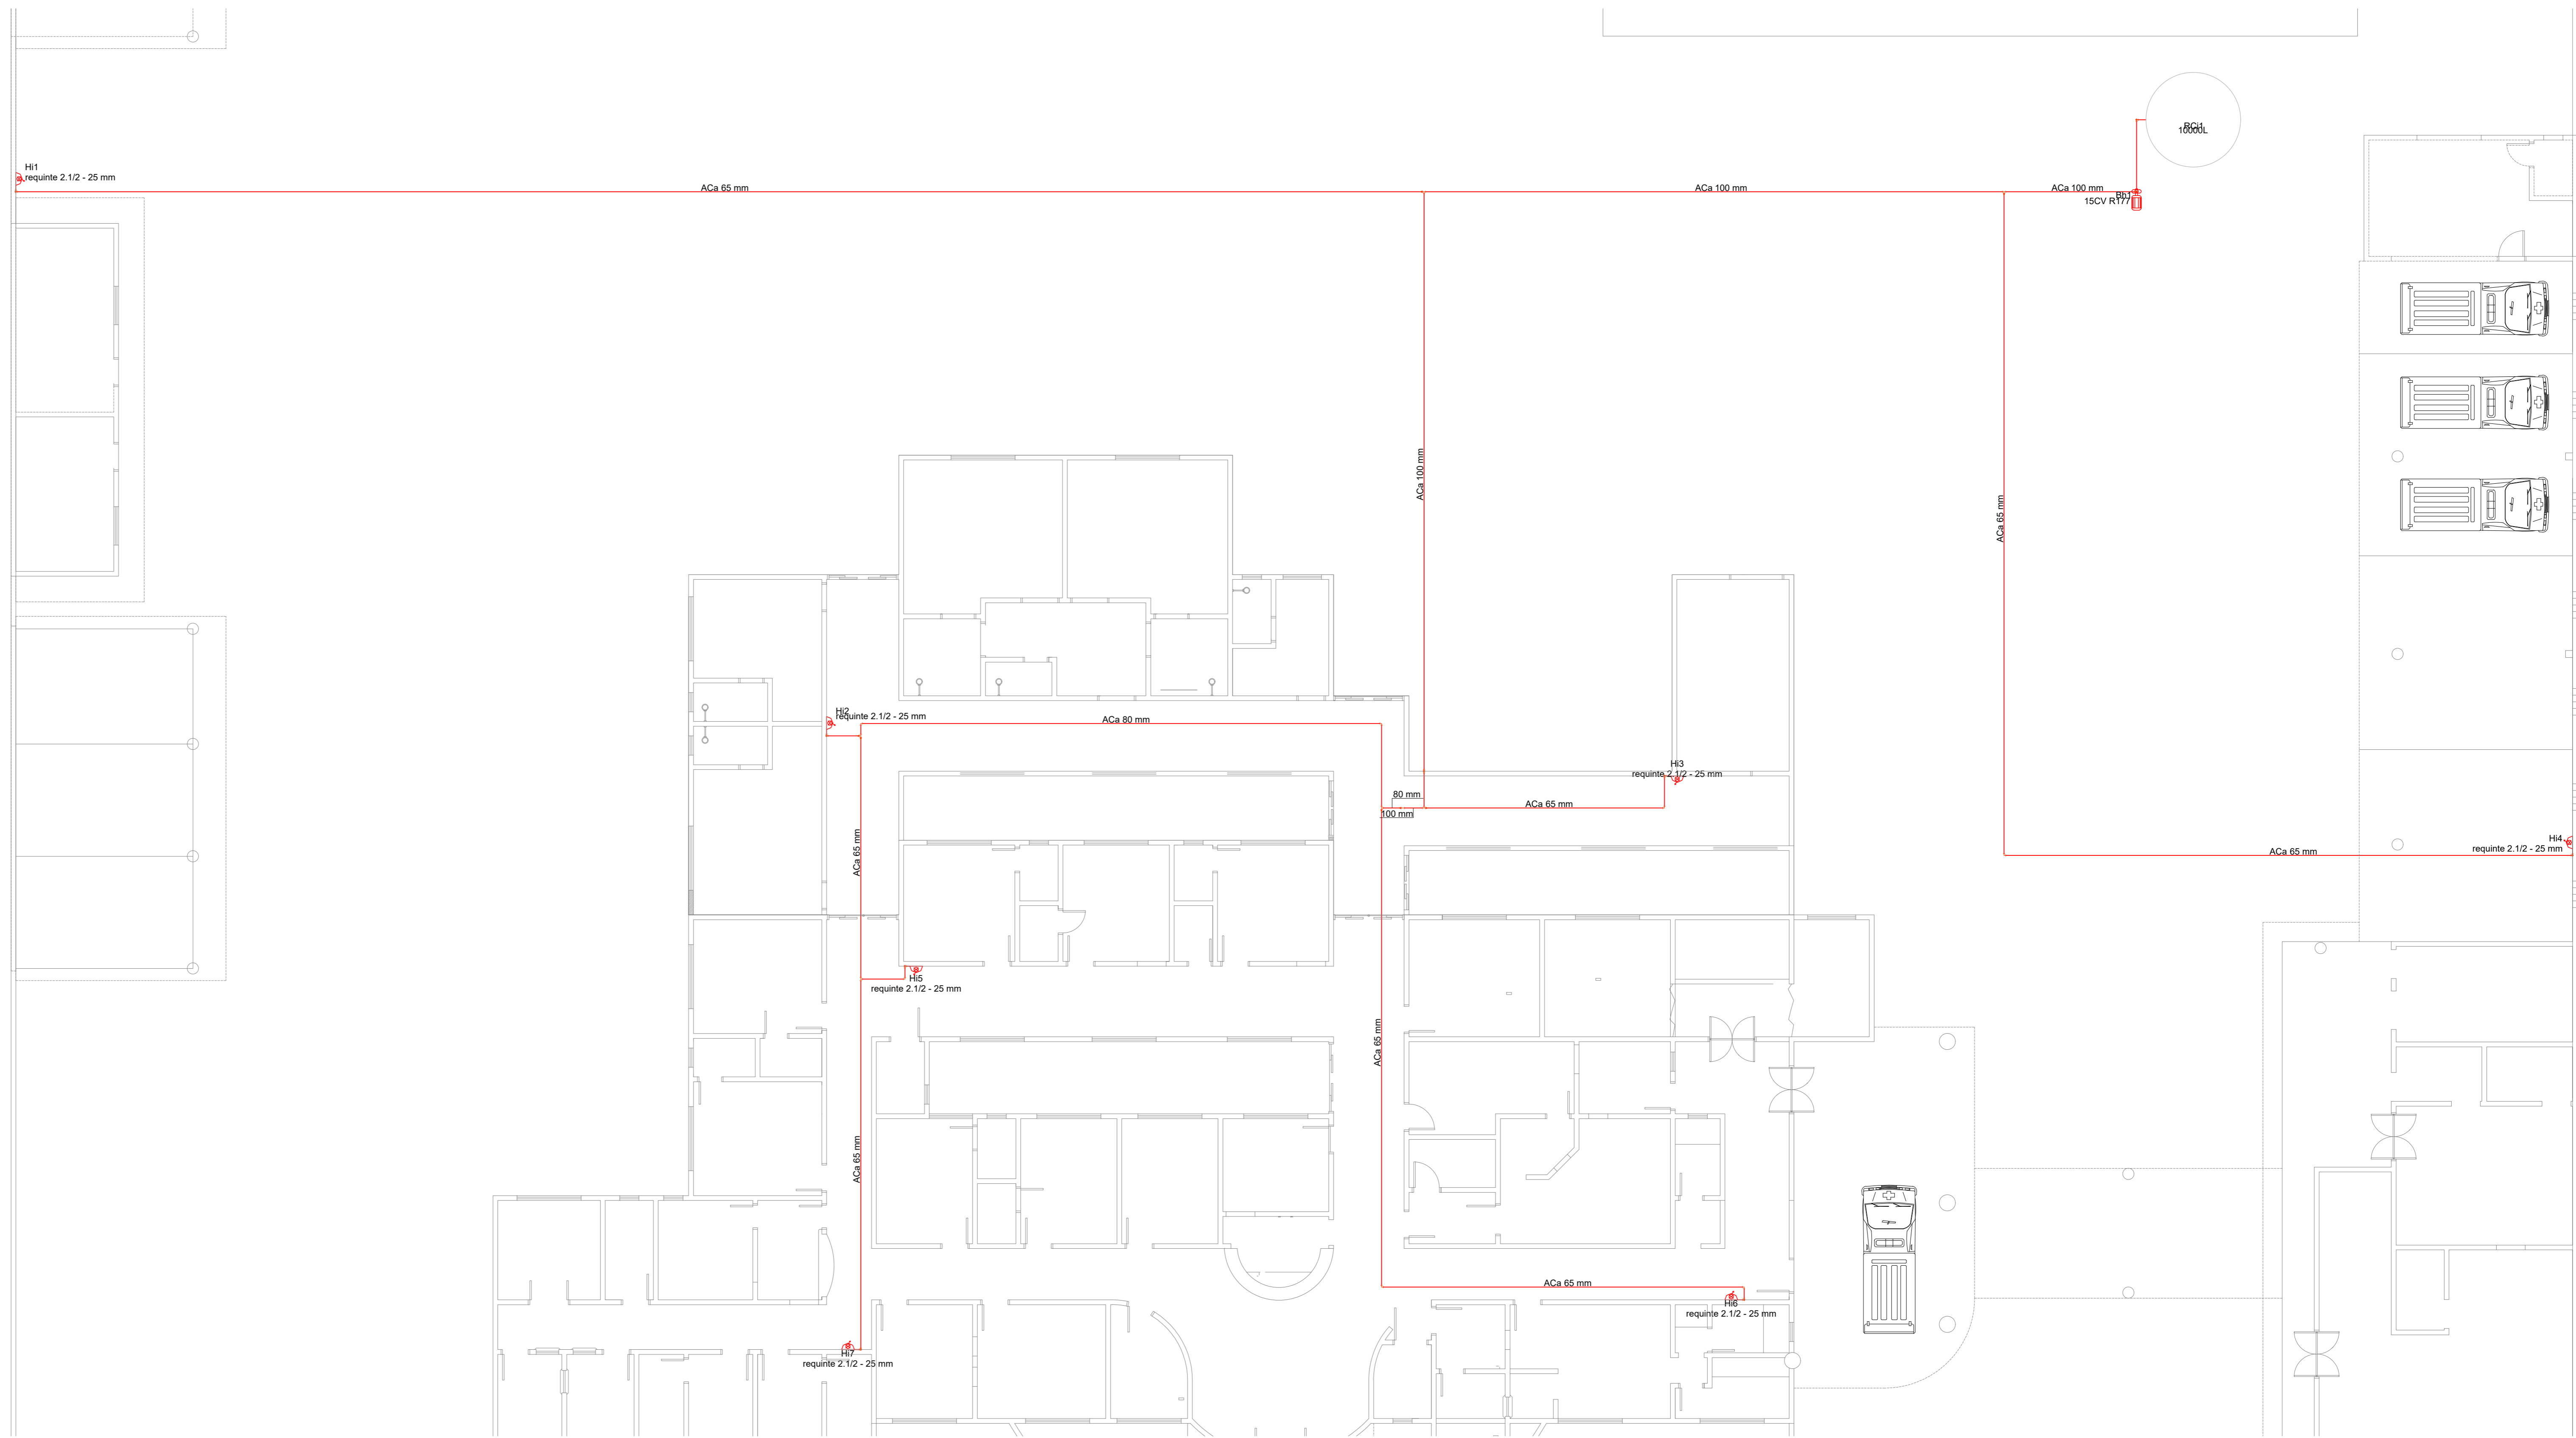 RCi1
10000L
Hi1
requinte 2.1/2 - 25 mm
ACa 65 mm
ACa 100 mm
ACa 100 mm
Bh1
15CV R177
ACa 100 mm
ACa 65 mm
Hi2
requinte 2.1/2 - 25 mm
ACa 80 mm
Hi3
requinte 2.1/2 - 25 mm
80 mm
ACa 65 mm
100 mm
Hi4
requinte 2.1/2 - 25 mm
ACa 65 mm
ACa 65 mm
Hi5
requinte 2.1/2 - 25 mm
ACa 65 mm
ACa 65 mm
ACa 65 mm
Hi6
requinte 2.1/2 - 25 mm
Hi7
requinte 2.1/2 - 25 mm